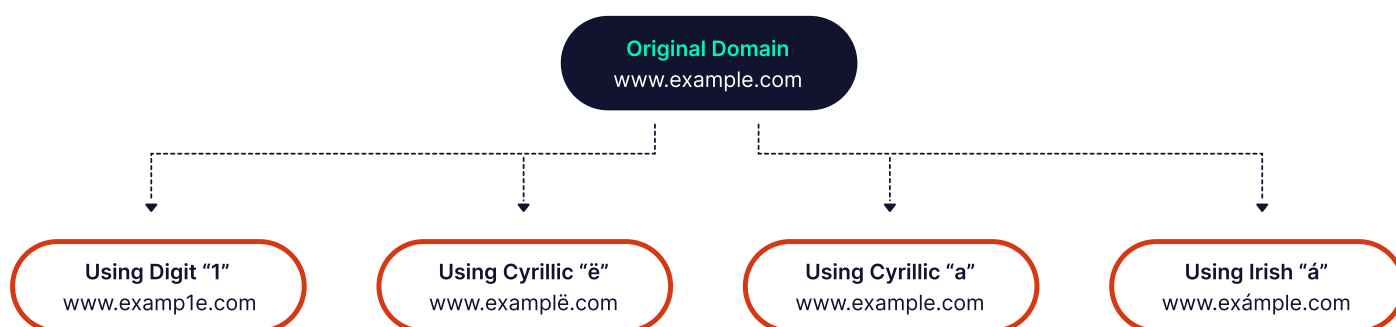 Original Domain
www.example.com
Using Digit “1”
www.examp1e.com
Using Cyrillic “ë”
www.examplë.com
Using Cyrillic “a”
www.example.com
Using Irish “á”
www.exámple.com